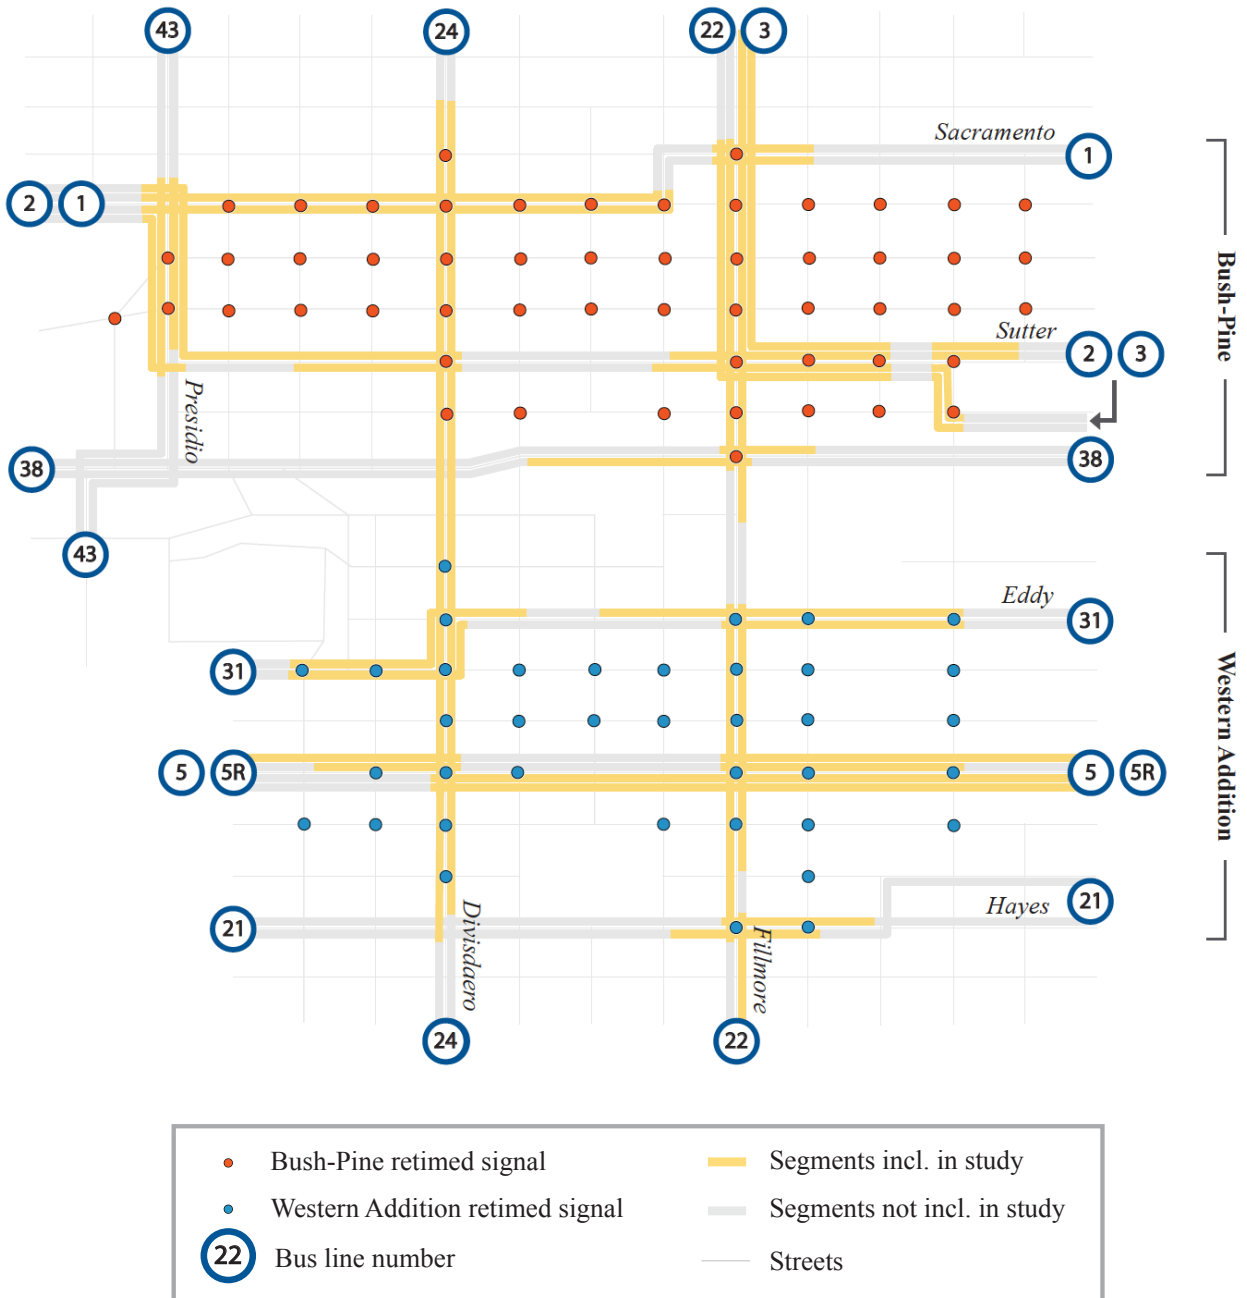 43
24
22
3
Sacramento
1
2
1
Bush-Pine
Sutter
2
3
Presidio
38
38
43
Eddy
31
31
Western Addition
5
5R
5
5R
Hayes
21
21
Divisdaero
Fillmore
24
22
Bush-Pine retimed signal
Segments incl. in study
Western Addition retimed signal
Segments not incl. in study
22
Bus line number
Streets